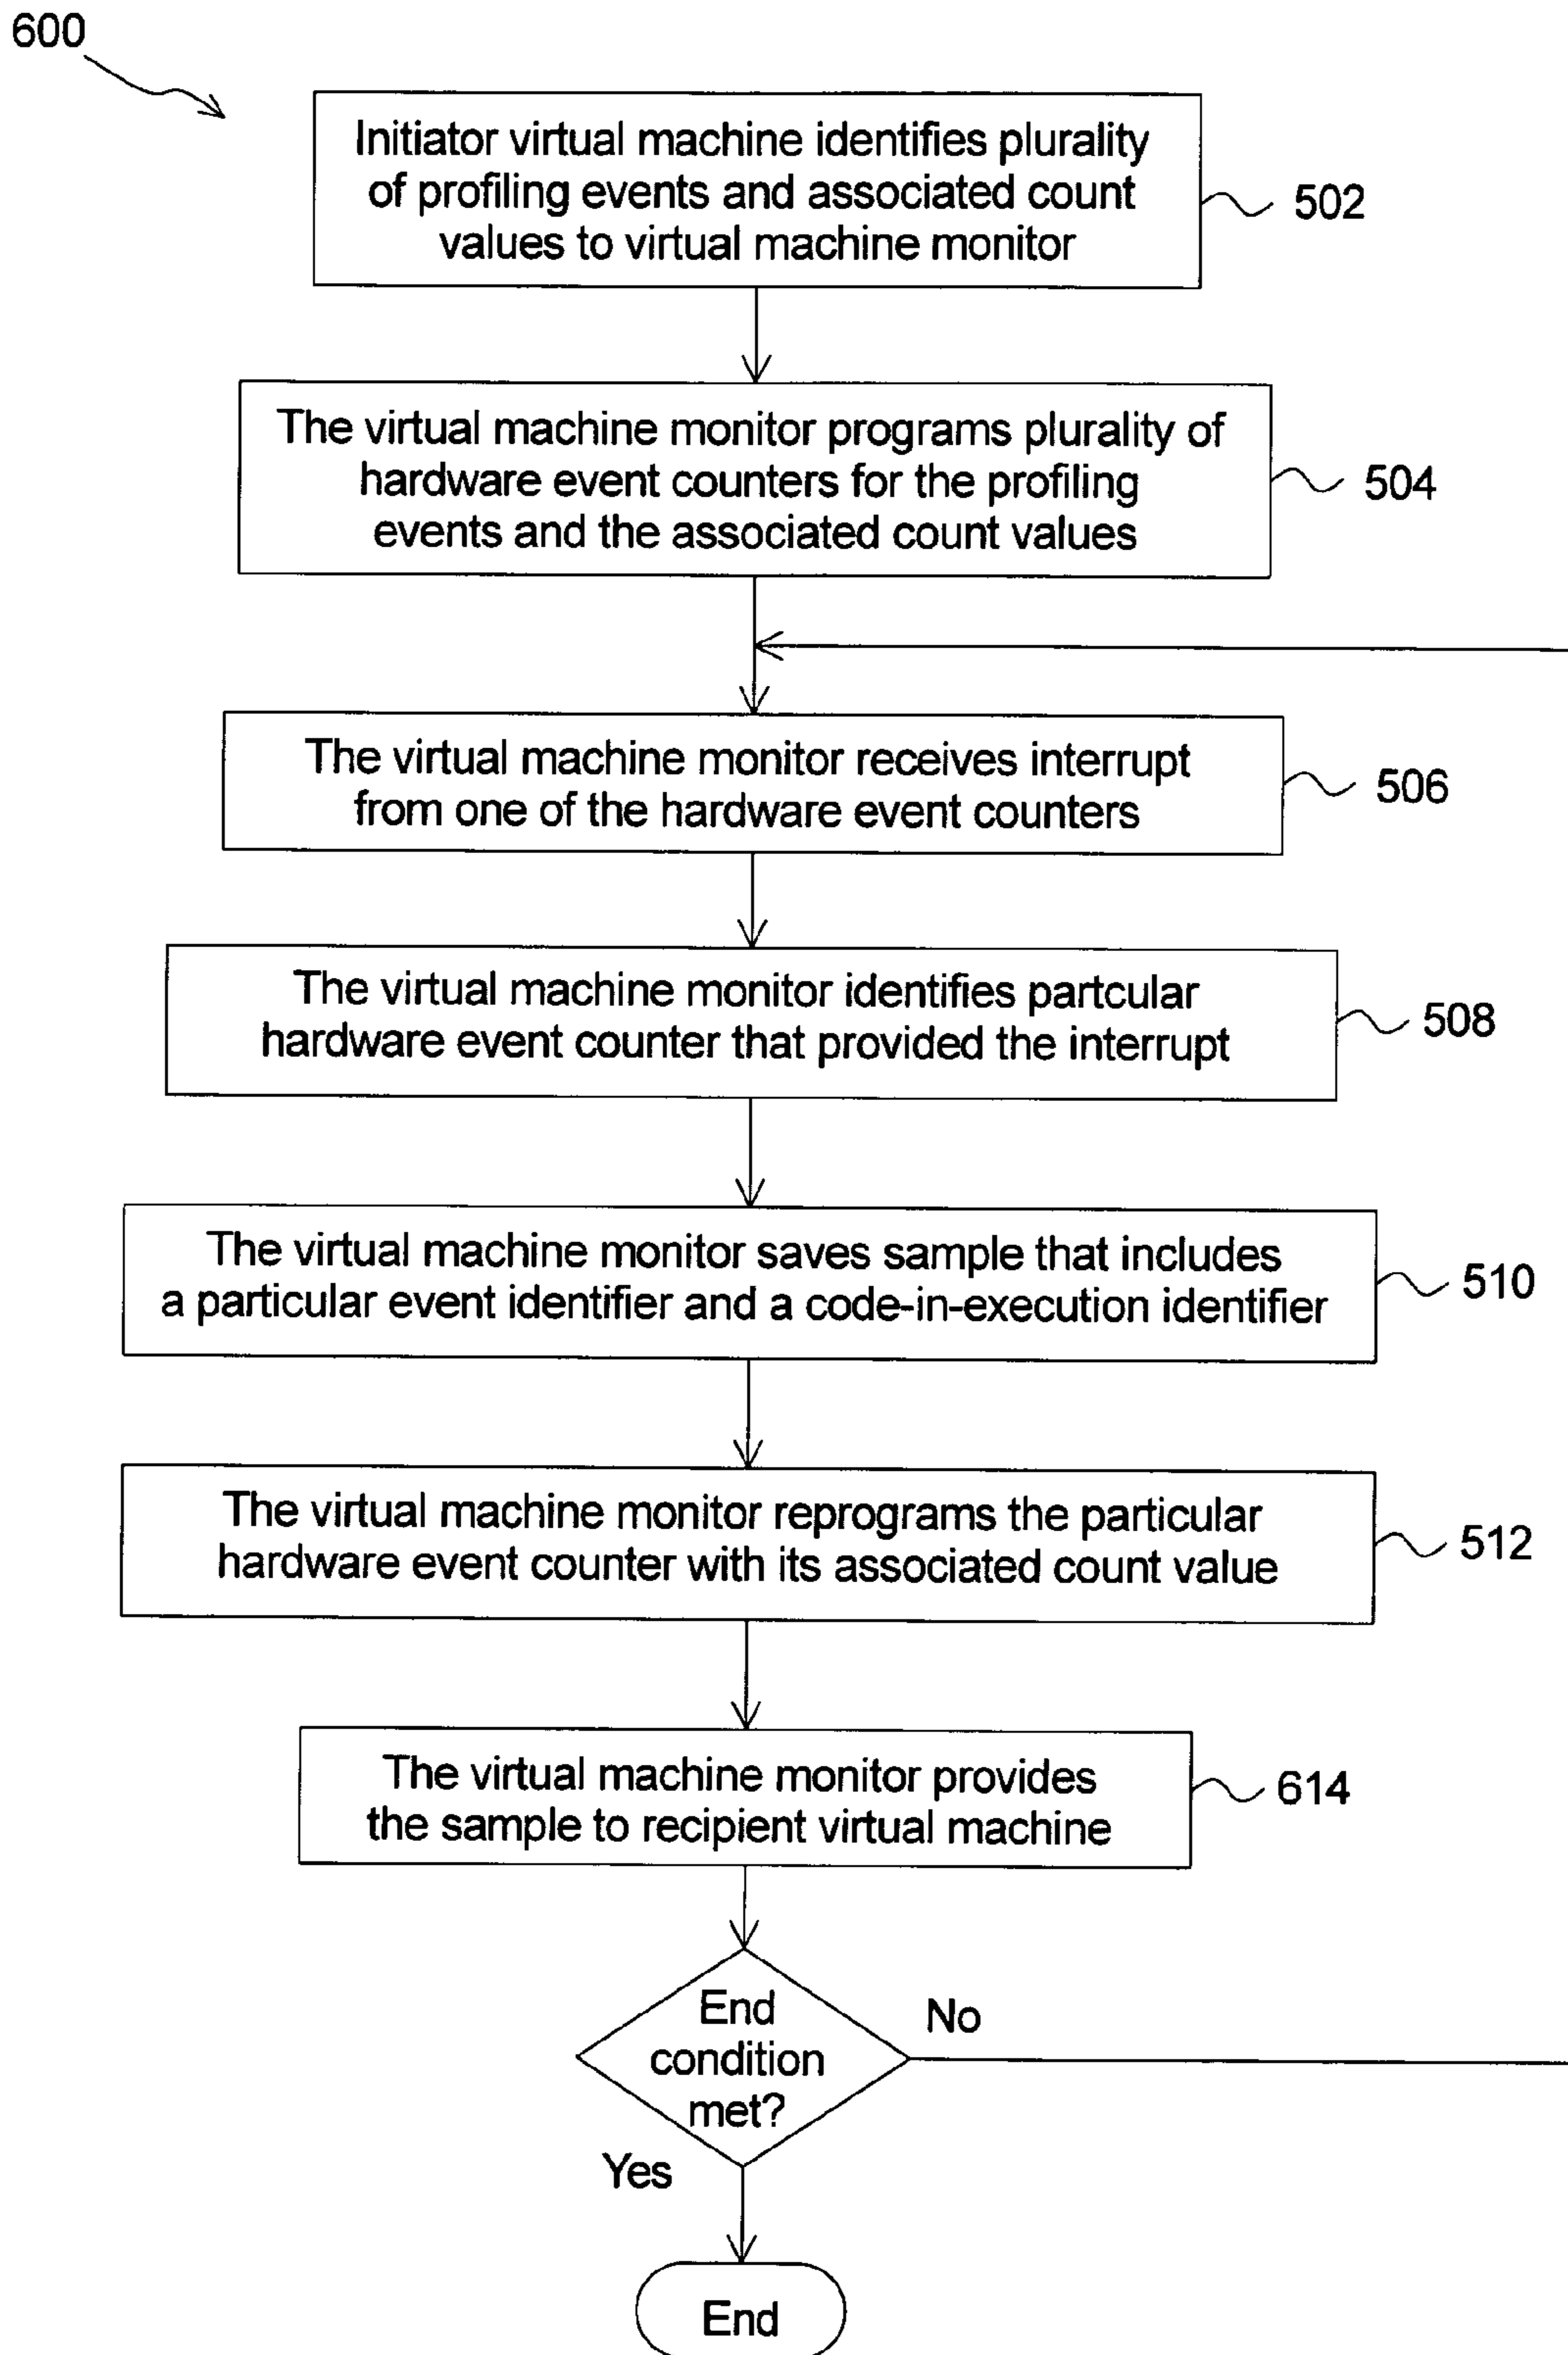 600
Initiator virtual machine identifies plurality
of profiling events and associated count
values to virtual machine monitor
502
The virtual machine monitor programs plurality of
hardware event counters for the profiling
events and the associated count values
504
The virtual machine monitor receives interrupt
from one of the hardware event counters
506
The virtual machine monitor identifies partcular
hardware event counter that provided the interrupt
508
The virtual machine monitor saves sample that includes
a particular event identifier and a code-in-execution identifier
510
The virtual machine monitor reprograms the particular
hardware event counter with its associated count value
512
The virtual machine monitor provides
the sample to recipient virtual machine
614
End
condition
met?
No
Yes
End